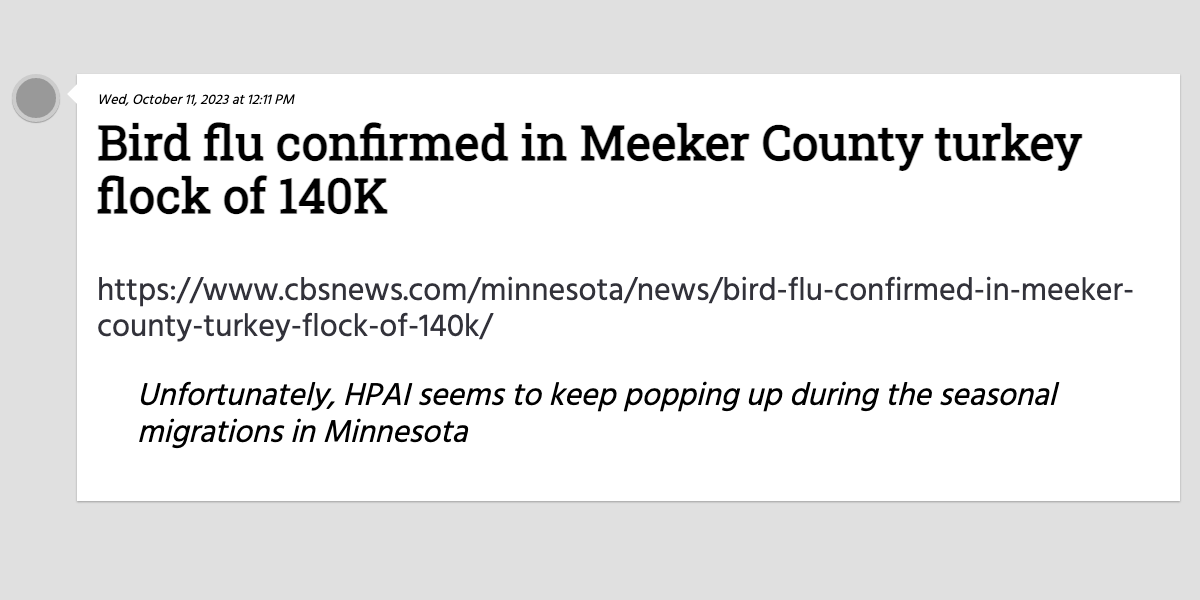 Wed, October 11, 2023 at 12:11 PM
Bird flu confirmed in Meeker County turkey
flock of 140K
https://www.cbsnews.com/minnesota/news/bird-flu-confirmed-in-meeker-
county-turkey-flock-of-140k/
Unfortunately, HPAI seems to keep popping up during the seasonal
migrations in Minnesota